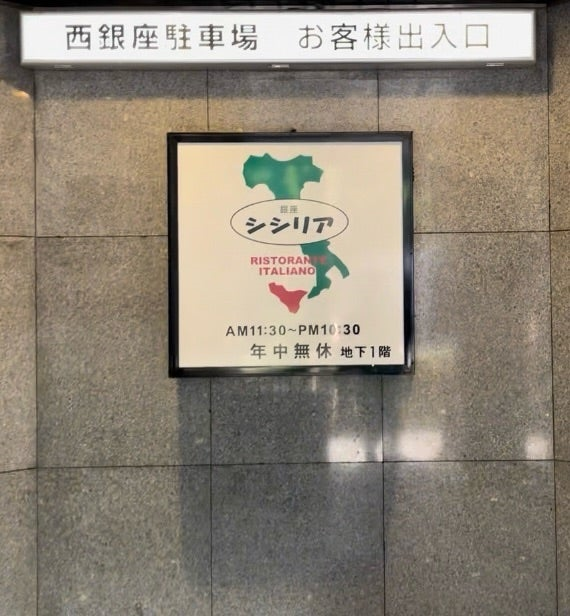 西銀座駐車場　お客様出入口
銀座
シシリア
RISTORANTE
ITALIANO
AM11:30~PM10:30
年中無休 地下1階